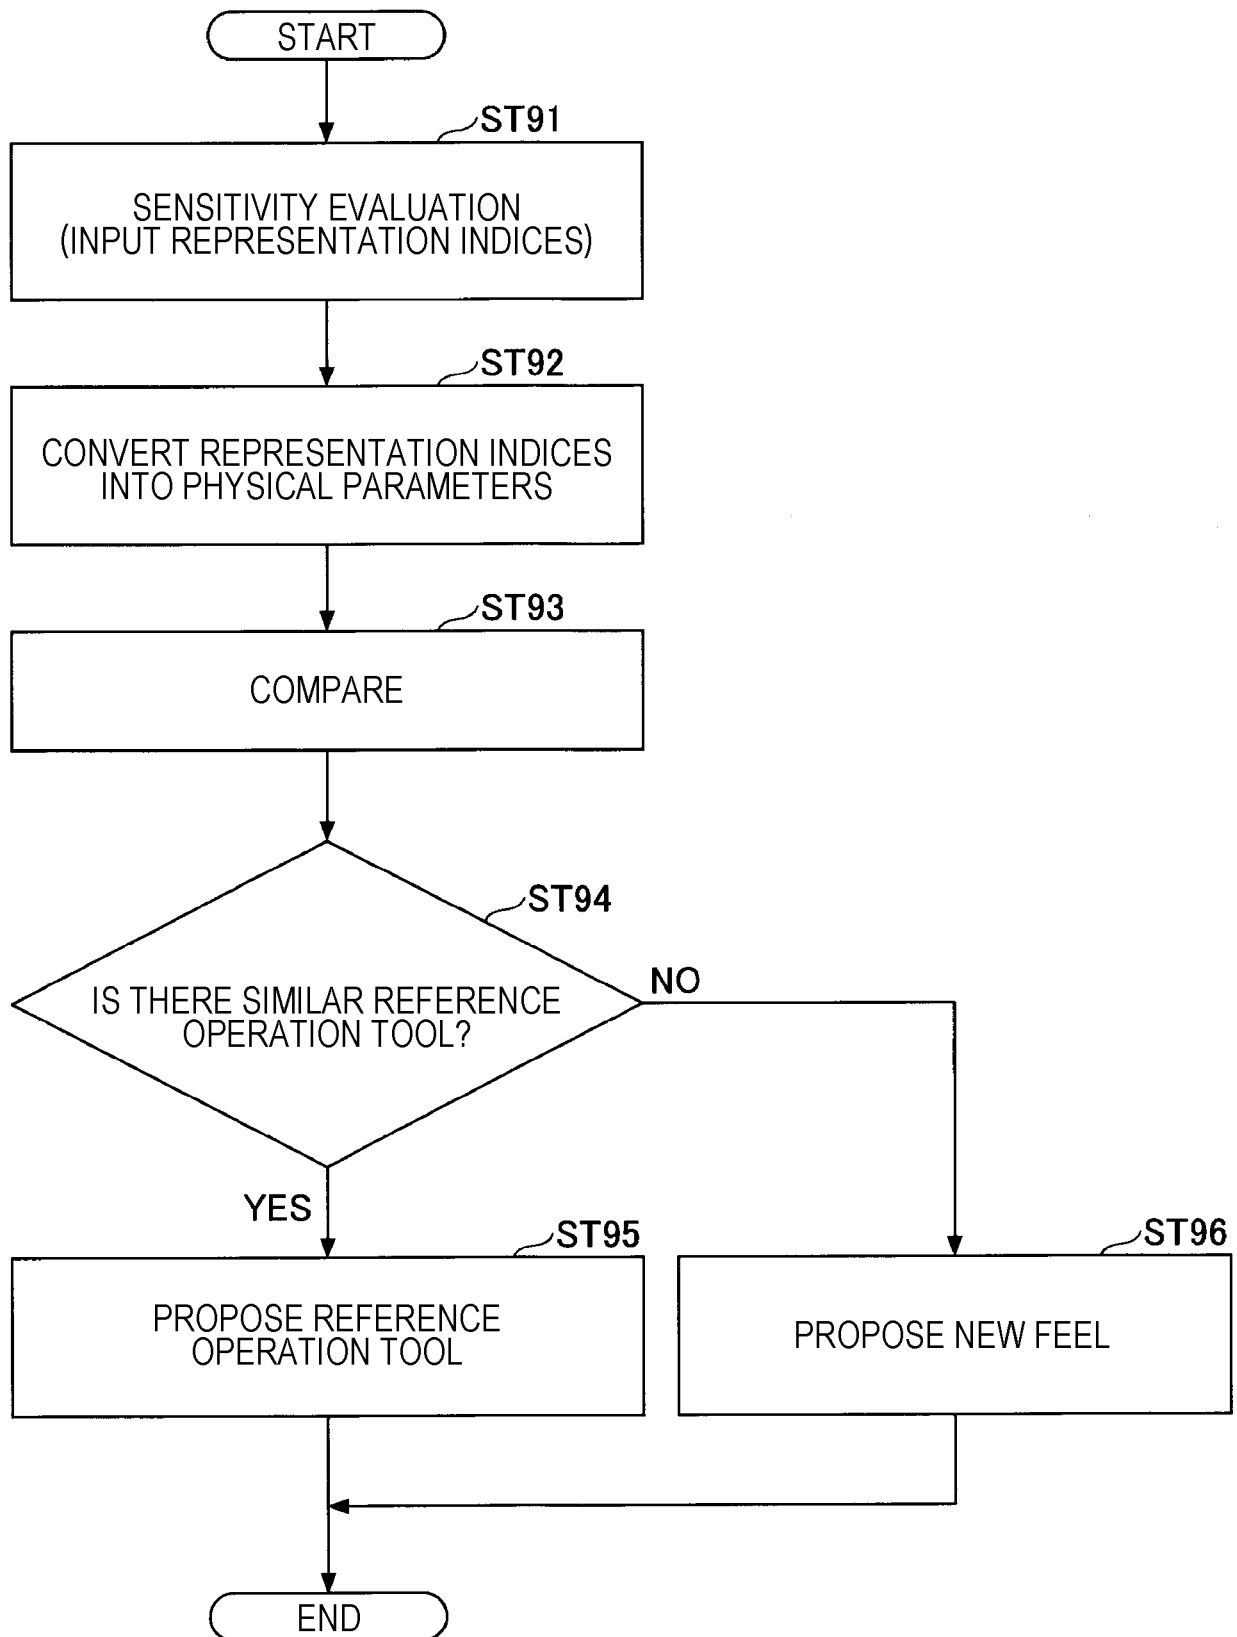 START
ST91
SENSITIVITY EVALUATION
(INPUT REPRESENTATION INDICES)
ST92
CONVERT REPRESENTATION INDICES
INTO PHYSICAL PARAMETERS
ST93
COMPARE
ST94
IS THERE SIMILAR REFERENCE
OPERATION TOOL?
NO
YES
ST95
PROPOSE REFERENCE
OPERATION TOOL
ST96
PROPOSE NEW FEEL
END